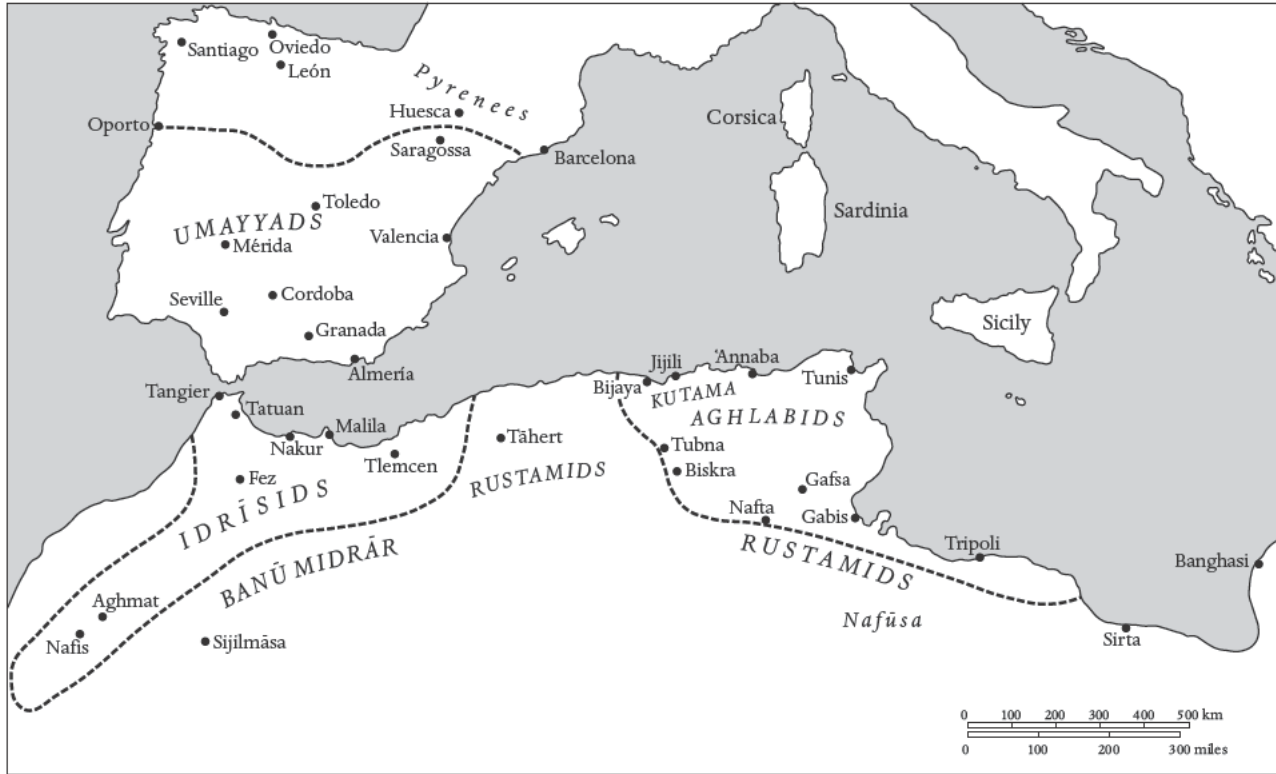 Santiago
Oviedo
León
Pyrenees
Huesca
Oporto
Saragossa
Barcelona
Corsica
Toledo
UMAYYADS
Sardinia
Mérida
Valencia
Seville
Cordoba
Granada
Sicily
Almería
Jijili
'Annaba
Tunis
Tangier
Bijaya
KUTAMA
AGHLABIDS
Tatuan
Malila
Nakur
Tāhert
Tubna
Tlemcen
Fez
RUSTAMIDS
Biskra
Gafsa
IDRĪSIDS
Nafta
Gabis
BANŪ MIDRĀR
RUSTAMIDS
Tripoli
Banghasi
Aghmat
Nafūsa
Nafis
Sijilmāsa
Sirta
0 100 200 300 400 500 km
0 100 200 300 miles